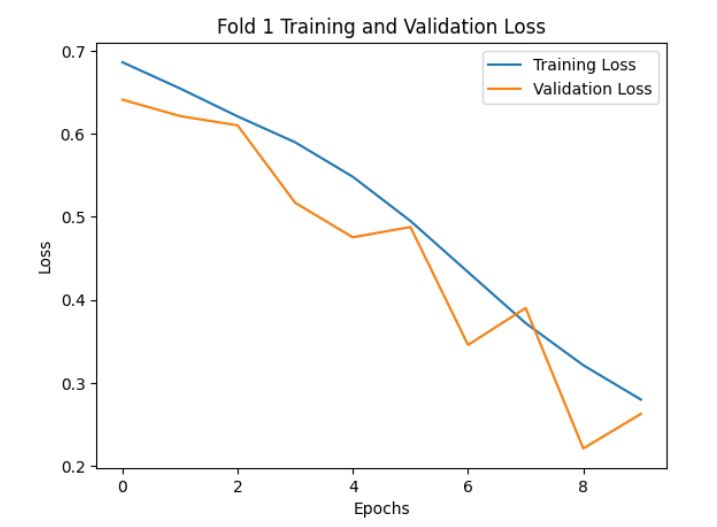 Fold 1 Training and Validation Loss
Training Loss
Validation Loss
0.7
0.6
0.5
0.4
0.3
0.2
Loss
0 2 4 6 8
Epochs